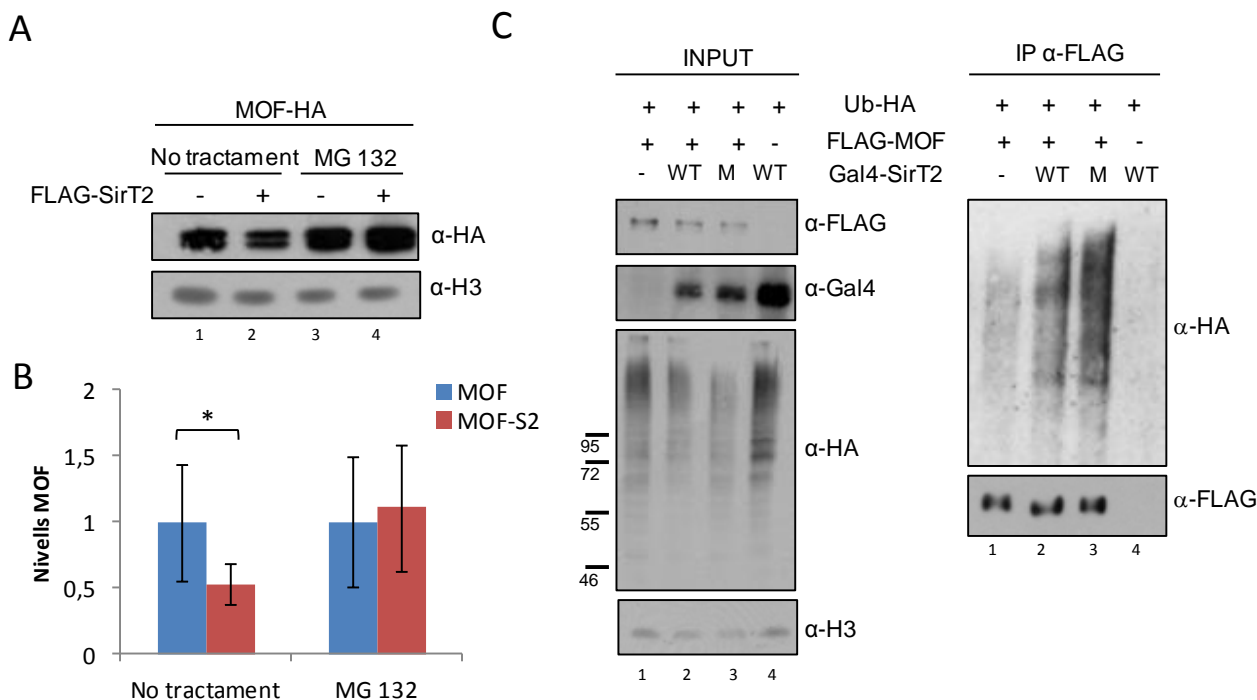 A
MOF-HA
No tractament MG 132
FLAG-SirT2 - + - +
α-HA
α-H3
1 2 3 4
B
2
1,5
1
0,5
0
Nivells MOF
*
MOF
MOF-S2
No tractament MG 132
C
INPUT
IP α-FLAG
+ + + + Ub-HA + + + +
+ + + - FLAG-MOF + + + -
- WT M WT Gal4-SirT2 - WT M WT
α-FLAG
α-Gal4
α-HA
95
72
55
46
α-H3
1 2 3 4
α-HA
α-FLAG
1 2 3 4